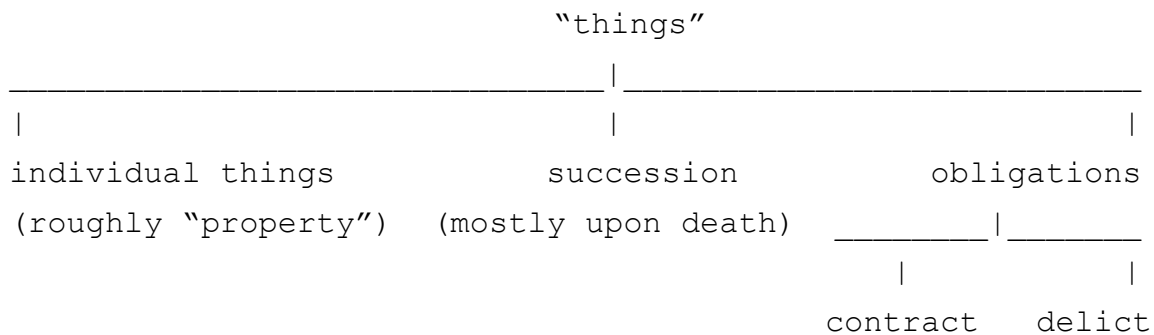 “things”
individual things succession obligations
(roughly “property”) (mostly upon death)
contract delict